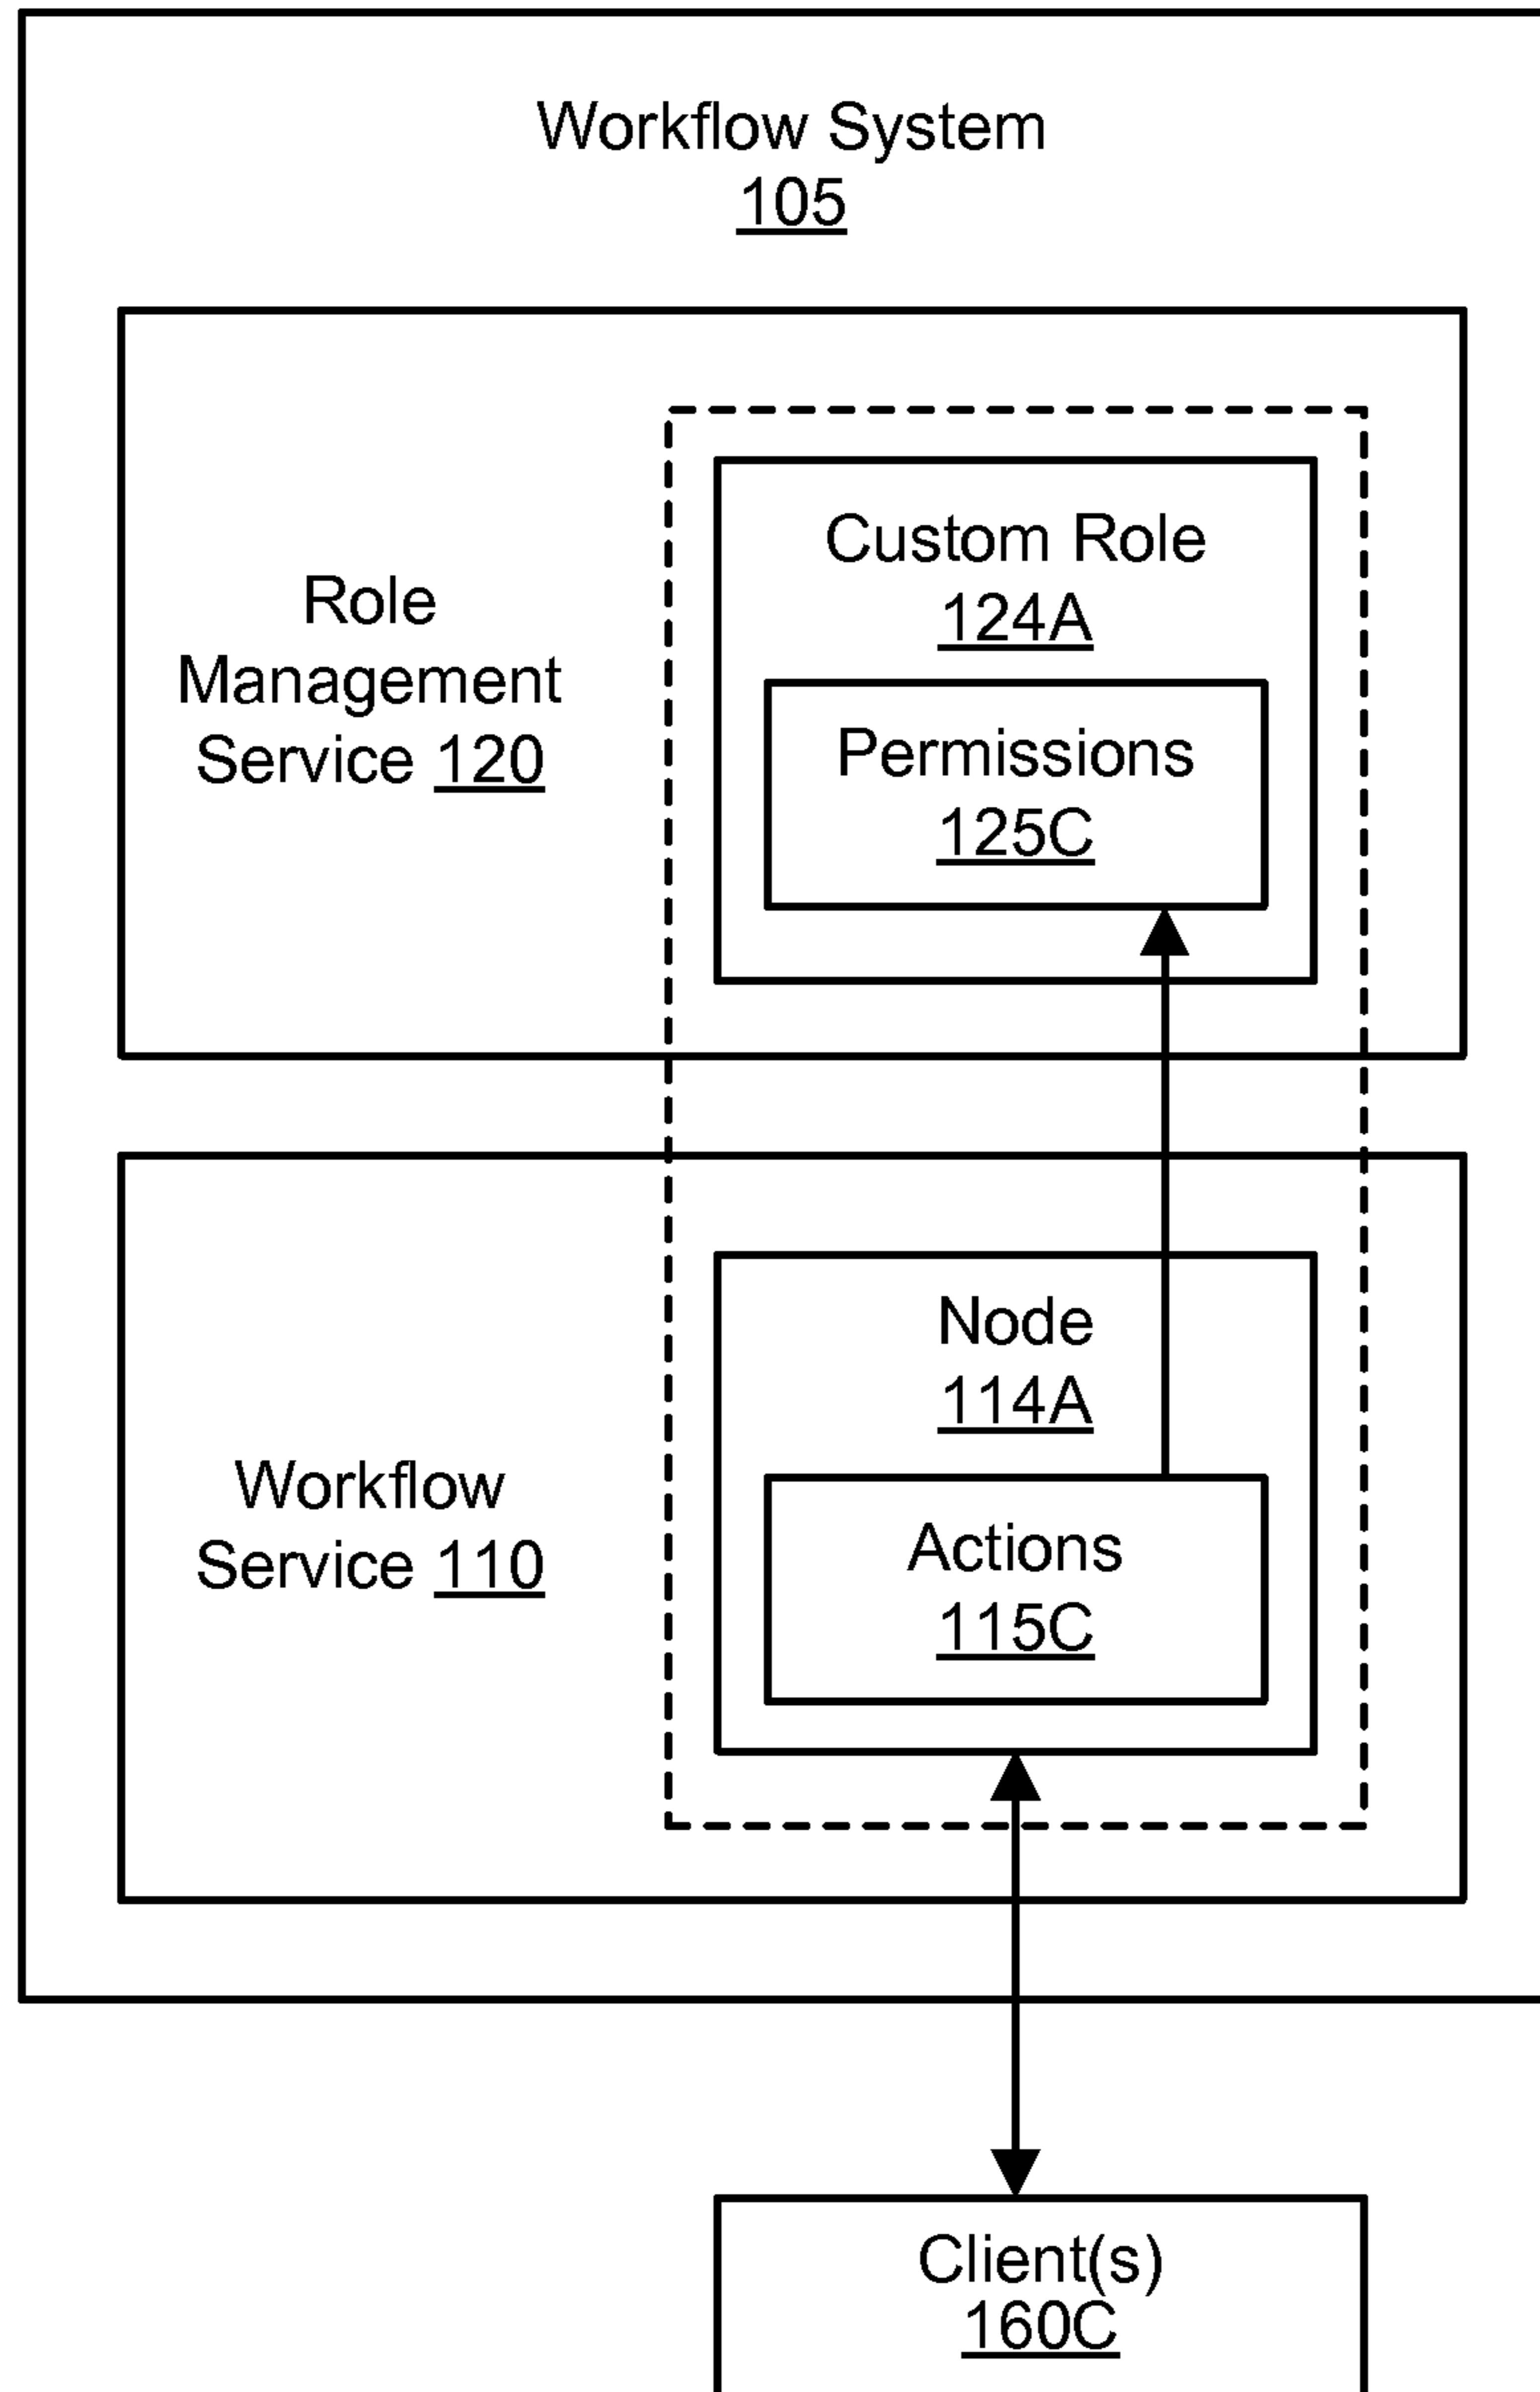 Workflow System
105
Custom Role
124A
Role
Management
Service 120
Permissions
125C
Node
114A
Workflow
Service 110
Actions
115C
Client(s)
160C